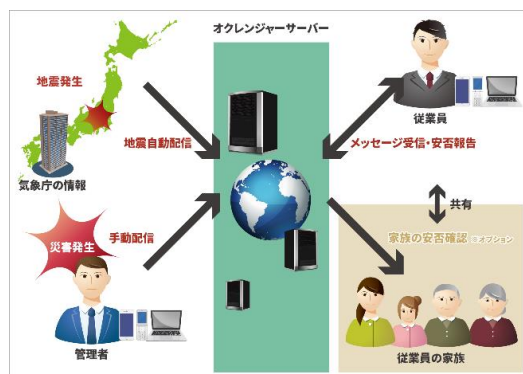 オクレンジャーサーバー
地震発生
地震自動配信
気象庁の情報
従業員
メッセージ受信・安否報告
災害発生
手動配信
管理者
共有
家族の安否確認 ※オプション
従業員の家族